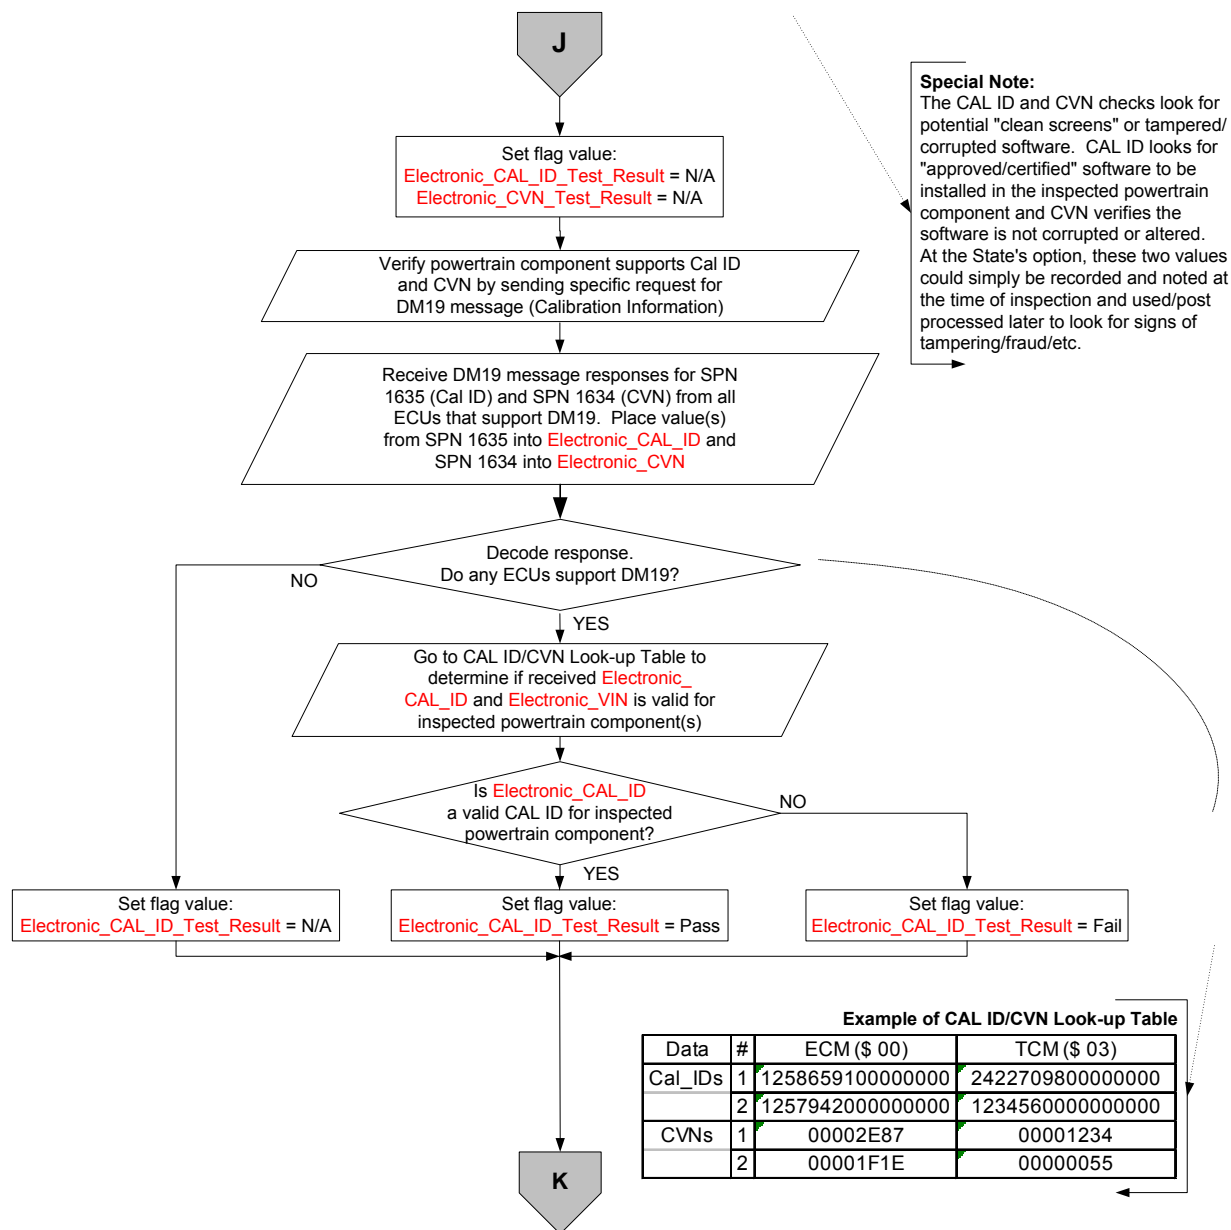 J
Special Note:
The CAL ID and CVN checks look for
potential "clean screens" or tampered/
corrupted software.  CAL ID looks for
"approved/certified" software to be
installed in the inspected powertrain
component and CVN verifies the
software is not corrupted or altered.
At the State's option, these two values
could simply be recorded and noted at
the time of inspection and used/post
processed later to look for signs of
tampering/fraud/etc.
Set flag value:
Electronic_CAL_ID_Test_Result = N/A
Electronic_CVN_Test_Result = N/A
Verify powertrain component supports Cal ID
and CVN by sending specific request for
DM19 message (Calibration Information)
Receive DM19 message responses for SPN
1635 (Cal ID) and SPN 1634 (CVN) from all
ECUs that support DM19.  Place value(s)
from SPN 1635 into Electronic_CAL_ID and
SPN 1634 into Electronic_CVN
Decode response.
Do any ECUs support DM19?
NO
YES
Go to CAL ID/CVN Look-up Table to
determine if received Electronic_
CAL_ID and Electronic_VIN is valid for
inspected powertrain component(s)
Is Electronic_CAL_ID
a valid CAL ID for inspected
powertrain component?
NO
YES
Set flag value:
Electronic_CAL_ID_Test_Result = N/A
Set flag value:
Electronic_CAL_ID_Test_Result = Pass
Set flag value:
Electronic_CAL_ID_Test_Result = Fail
Example of CAL ID/CVN Look-up Table
Data # ECM ($ 00) TCM ($ 03)
Cal_IDs 1 1258659100000000 2422709800000000
2 1257942000000000 1234560000000000
CVNs 1 00002E87 00001234
2 00001F1E 00000055
K